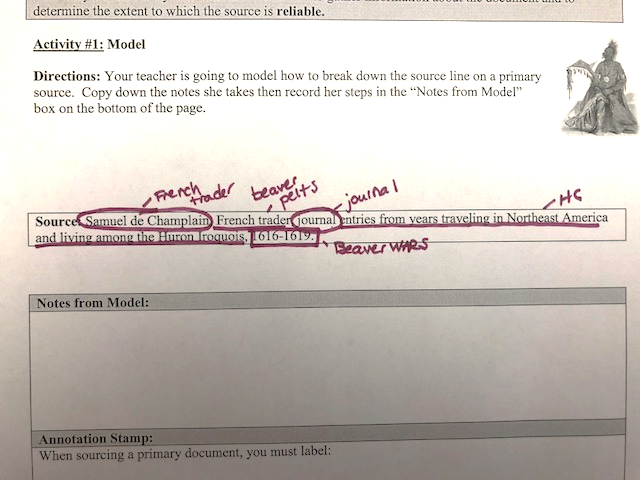 determine the extent to which the source is reliable.
Activity #1: Model
Directions: Your teacher is going to model how to break down the source line on a primary
source. Copy down the notes she takes then record her steps in the “Notes from Model”
box on the bottom of the page.
French trader
beaver pelts
journal
HC
Source: Samuel de Champlain, French trader, journal entries from years traveling in Northeast America
and living among the Huron Iroquois, 1616-1619.
Beaver WARS
Notes from Model:
Annotation Stamp:
When sourcing a primary document, you must label: